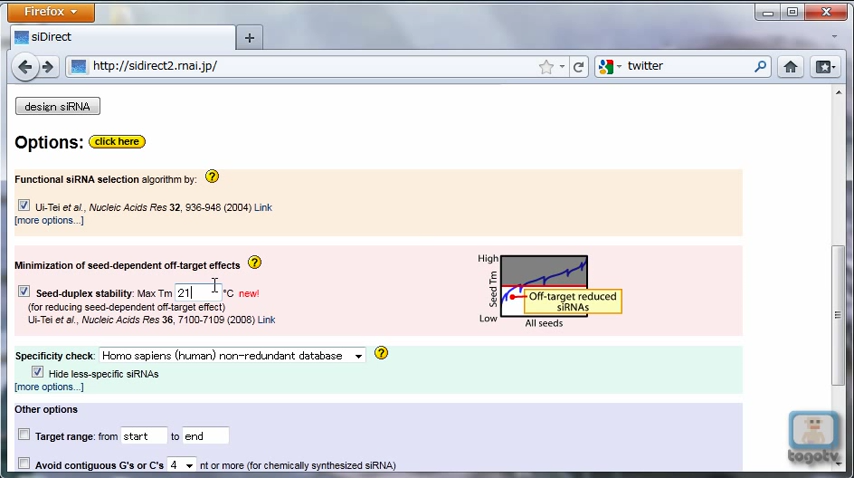 Firefox
siDirect
http://sidirect2.rnai.jp/
twitter
design siRNA
Options: click here
Functional siRNA selection algorithm by: ?
Ui-Tei et al., Nucleic Acids Res 32, 936-948 (2004) Link
[more options...]
Minimization of seed-dependent off-target effects ?
Seed-duplex stability: Max Tm 21 °C new!
(for reducing seed-dependent off-target effect)
Ui-Tei et al., Nucleic Acids Res 36, 7100-7109 (2008) Link
High
Seed Tm
Low
Off-target reduced
siRNAs
All seeds
Specificity check: Homo sapiens (human) non-redundant database ?
Hide less-specific siRNAs
[more options...]
Other options
Target range: from start to end
Avoid contiguous G's or C's 4 nt or more (for chemically synthesized siRNA)
togotv